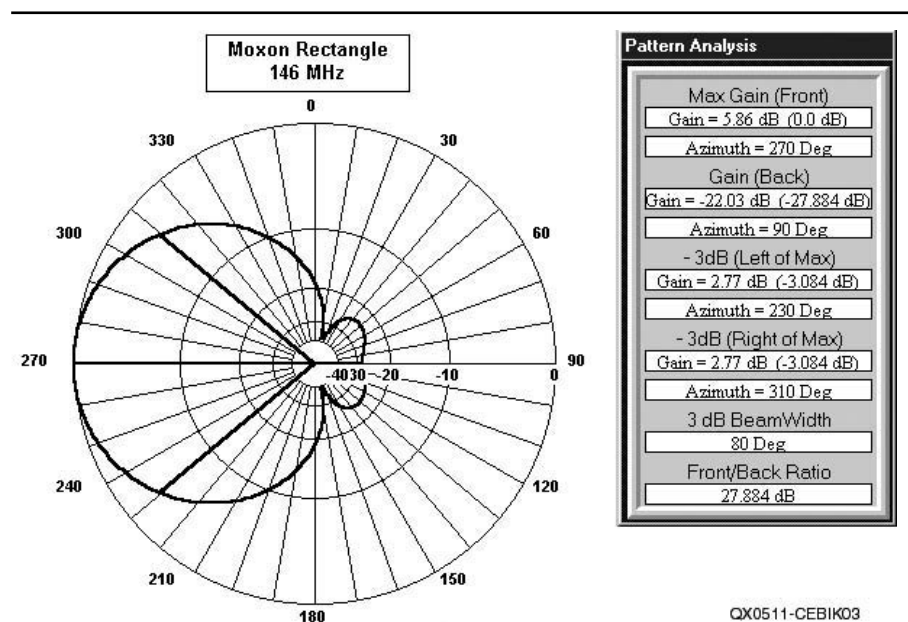 Moxon Rectangle
146 MHz
0
30
60
90
120
150
180
210
240
270
300
330
-40 30 -20 -10 0
Pattern Analysis
Max Gain (Front)
Gain = 5.86 dB (0.0 dB)
Azimuth = 270 Deg
Gain (Back)
Gain = -22.03 dB (-27.884 dB)
Azimuth = 90 Deg
- 3dB (Left of Max)
Gain = 2.77 dB (-3.084 dB)
Azimuth = 230 Deg
- 3dB (Right of Max)
Gain = 2.77 dB (-3.084 dB)
Azimuth = 310 Deg
3 dB BeamWidth
80 Deg
Front/Back Ratio
27.884 dB
QX0511-CEBIK03